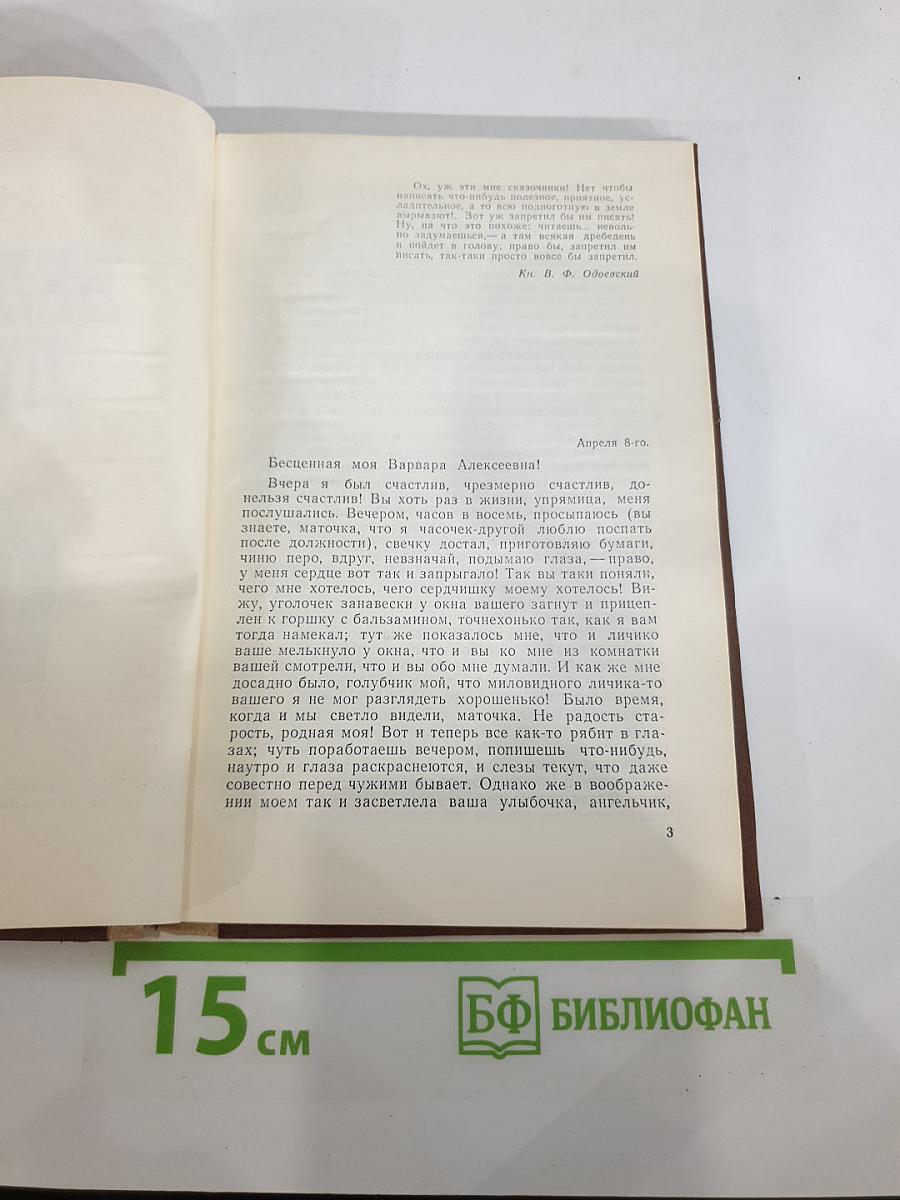 Ох, уж эти мне сказочники! Нет чтобы
написать что-нибудь полезное, приятное, ус-
ладительное, а то всю подноготную в земле
вырывают!.. Вот уж запретил бы им писать!
Ну, на что это похоже: читаешь... неволь-
но задумаешься,— а там всякая дребедень
и пойдет в голову; право бы, запретил им
писать, так-таки просто вовсе бы запретил.
Кн. В. Ф. Одоевский
Апреля 8-го.
Бесценная моя Варвара Алексеевна!
Вчера я был счастлив, чрезмерно счастлив, до-
нельзя счастлив! Вы хоть раз в жизни, упрямица, меня
послушались. Вечером, часов в восемь, просыпаюсь (вы
знаете, маточка, что я часочек-другой люблю поспать
после должности), свечку достал, приготовляю бумаги,
чиню перо, вдруг, невзначай, подымаю глаза,— право,
у меня сердце вот так и запрыгало! Так вы таки поняли,
чего мне хотелось, чего сердчишку моему хотелось! Ви-
жу, уголочек занавески у окна вашего загнут и прицеп-
лен к горшку с бальзамином, точнехонько так, как я вам
тогда намекал; тут же показалось мне, что и личико
ваше мелькнуло у окна, что и вы ко мне из комнатки
вашей смотрели, что и вы обо мне думали. И как же мне
досадно было, голубчик мой, что миловидного личика-то
вашего я не мог разглядеть хорошенько! Было время,
когда и мы светло видели, маточка. Не радость ста-
рость, родная моя! Вот и теперь все как-то рябит в гла-
зах; чуть поработаешь вечером, попишешь что-нибудь,
наутро и глаза раскраснеются, и слезы текут, что даже
совестно перед чужими бывает. Однако же в воображе-
нии моем так и засветлела ваша улыбочка, ангельчик,
3
15 см
БФ БИБЛИОФАН